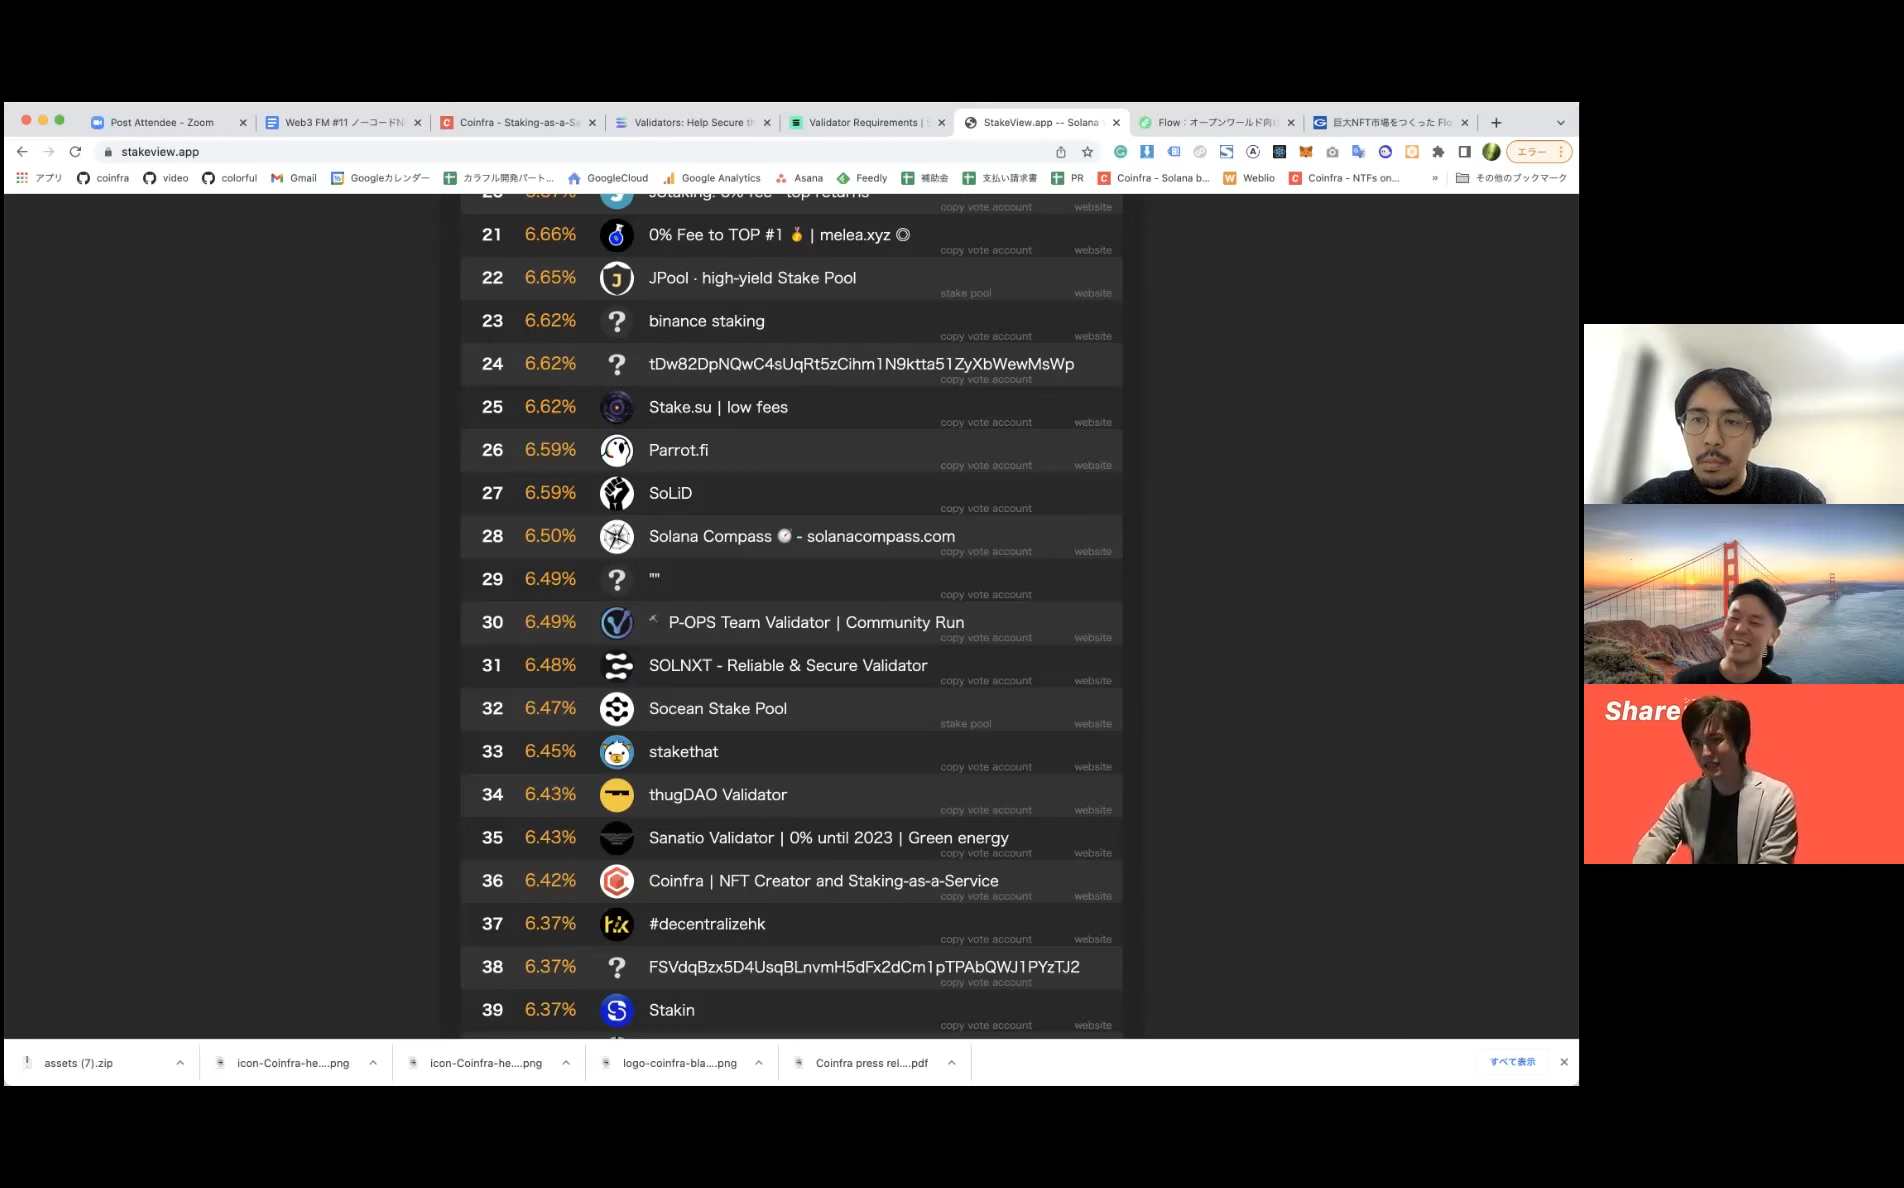 Post Attendee - Zoom
Web3 FM #11 ノーコードN
Coinfra - Staking-as-a-Se
Validators: Help Secure th
Validator Requirements | S
StakeView.app -- Solana V
Flow：オープンワールド向け
巨大NFT市場をつくった Flo
stakeview.app
エラー
アプリ
coinfra
video
colorful
Gmail
Googleカレンダー
カラフル開発パート...
GoogleCloud
Google Analytics
Asana
Feedly
補助金
支払い請求書
PR
Coinfra - Solana b...
Weblio
Coinfra - NTFs on...
»
その他のブックマーク
copy vote account website
21 6.66% 0% Fee to TOP #1 🥇 | melea.xyz ◎
copy vote account website
22 6.65% JPool · high-yield Stake Pool
stake pool website
23 6.62% binance staking
copy vote account website
24 6.62% tDw82DpNQwC4sUqRt5zCihm1N9ktta51ZyXbWewMsWp
copy vote account
25 6.62% Stake.su | low fees
copy vote account website
26 6.59% Parrot.fi
copy vote account website
27 6.59% SoLiD
copy vote account
28 6.50% Solana Compass 🧭 - solanacompass.com
copy vote account website
29 6.49% ""
copy vote account
30 6.49% P-OPS Team Validator | Community Run
copy vote account website
31 6.48% SOLNXT - Reliable & Secure Validator
copy vote account website
32 6.47% Socean Stake Pool
stake pool website
33 6.45% stakethat
copy vote account website
34 6.43% thugDAO Validator
copy vote account website
35 6.43% Sanatio Validator | 0% until 2023 | Green energy
copy vote account website
36 6.42% Coinfra | NFT Creator and Staking-as-a-Service
copy vote account website
37 6.37% #decentralizehk
copy vote account website
38 6.37% FSVdqBzx5D4UsqBLnvmH5dFx2dCm1pTPAbQWJ1PYzTJ2
copy vote account
39 6.37% Stakin
copy vote account website
assets (7).zip
icon-Coinfra-he....png
icon-Coinfra-he....png
logo-coinfra-bla....png
Coinfra press rel....pdf
すべて表示
Share